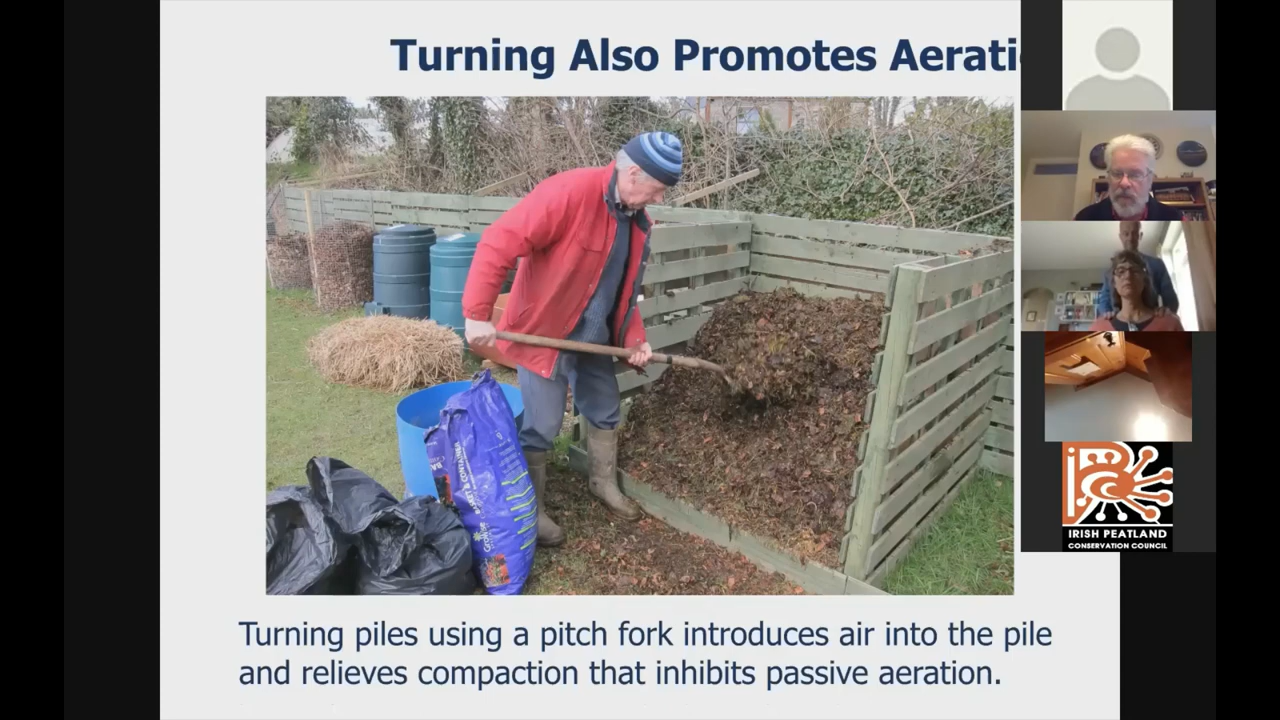 Turning Also Promotes Aerati
Turning piles using a pitch fork introduces air into the pile
and relieves compaction that inhibits passive aeration.
IRISH PEATLAND
CONSERVATION COUNCIL